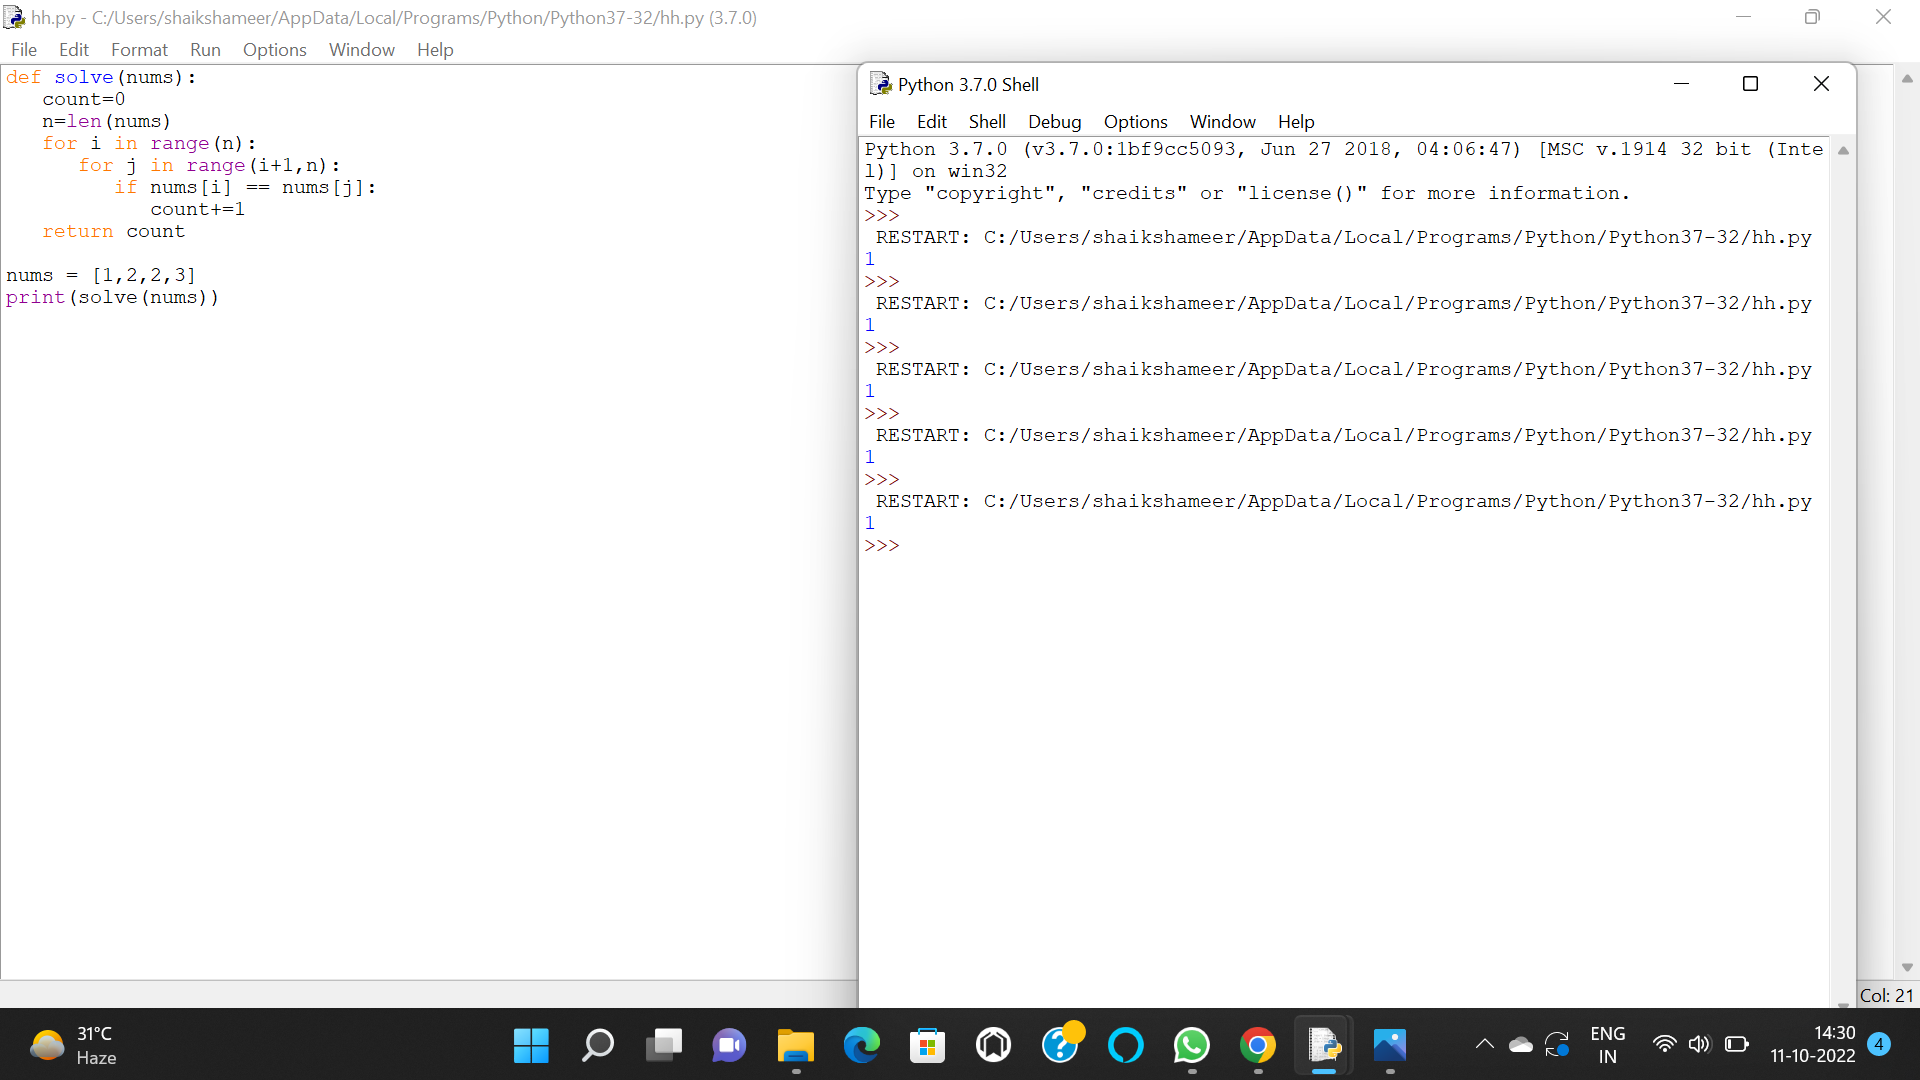 hh.py - C:/Users/shaikshameer/AppData/Local/Programs/Python/Python37-32/hh.py (3.7.0)
File Edit Format Run Options Window Help
def solve(nums):
   count=0
   n=len(nums)
   for i in range(n):
      for j in range(i+1,n):
         if nums[i] == nums[j]:
            count+=1
   return count
nums = [1,2,2,3]
print(solve(nums))
Python 3.7.0 Shell
File Edit Shell Debug Options Window Help
Python 3.7.0 (v3.7.0:1bf9cc5093, Jun 27 2018, 04:06:47) [MSC v.1914 32 bit (Inte
l)] on win32
Type "copyright", "credits" or "license()" for more information.
>>>
 RESTART: C:/Users/shaikshameer/AppData/Local/Programs/Python/Python37-32/hh.py
1
>>>
 RESTART: C:/Users/shaikshameer/AppData/Local/Programs/Python/Python37-32/hh.py
1
>>>
 RESTART: C:/Users/shaikshameer/AppData/Local/Programs/Python/Python37-32/hh.py
1
>>>
 RESTART: C:/Users/shaikshameer/AppData/Local/Programs/Python/Python37-32/hh.py
1
>>>
 RESTART: C:/Users/shaikshameer/AppData/Local/Programs/Python/Python37-32/hh.py
1
>>>
Col: 21
31°C
Haze
ENG
IN
14:30
11-10-2022
4